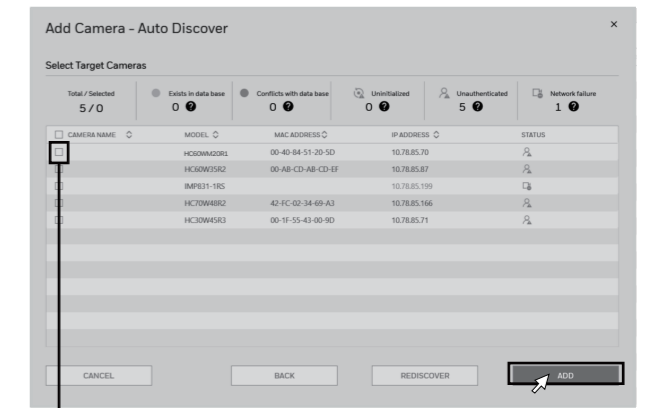 Add Camera - Auto Discover ×
Select Target Cameras
Total / Selected Exists in data base Conflicts with data base Uninitialized Unauthenticated Network failure
5 / 0 0 ? 0 ? 0 ? 5 ? 1 ?
CAMERA NAME MODEL MAC ADDRESS IP ADDRESS STATUS
HC60WM20R1 00-40-84-51-20-5D 10.78.85.70
HC60W35R2 00-AB-CD-AB-CD-EF 10.78.85.87
IMP831-1RS 10.78.85.199
HC70W48R2 42-FC-02-34-69-A3 10.78.85.166
HC30W45R3 00-1F-55-43-00-9D 10.78.85.71
CANCEL BACK REDISCOVER ADD